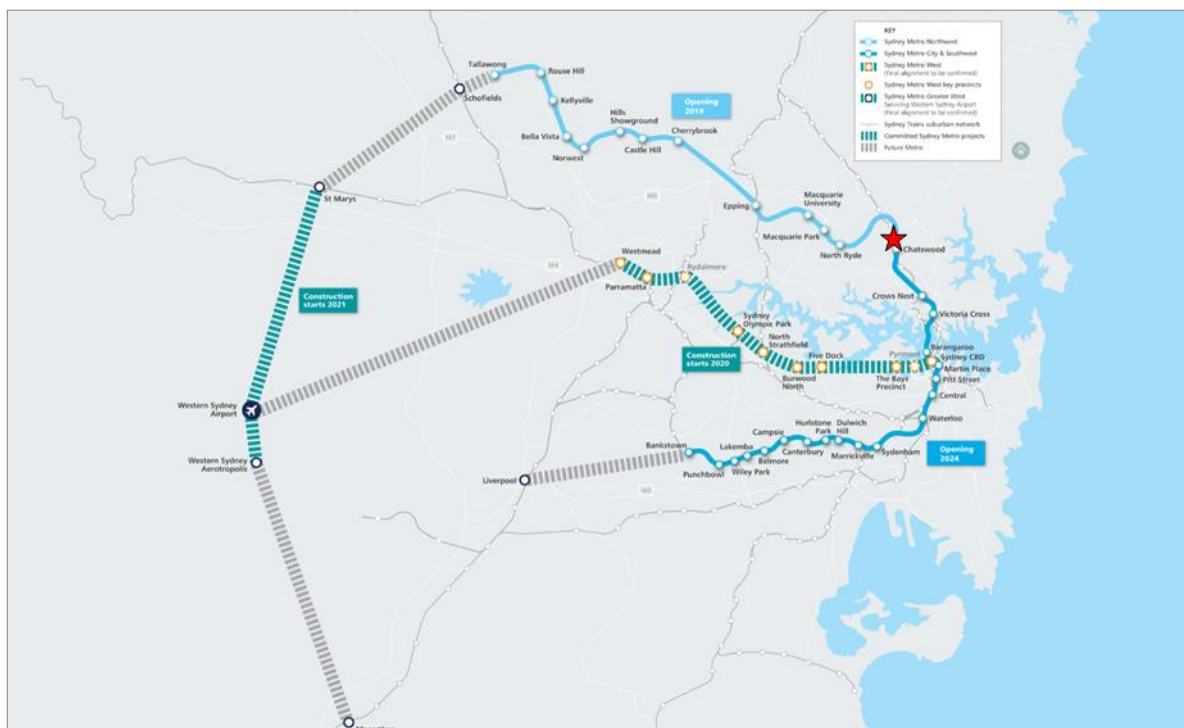 KEY
Sydney Metro Northwest
Sydney Metro City & Southwest
Sydney Metro West
(Final alignment to be confirmed)
Sydney Metro West key precincts
Sydney Metro Greater West
Servicing Western Sydney Airport
(Final alignment to be confirmed)
Sydney Trains suburban network
Committed Sydney Metro projects
Future Metro
Tallawong
Rouse Hill
Schofields
Kellyville
Opening
2019
Hills
Showground
Bella Vista
Cherrybrook
Castle Hill
Norwest
M7
M2
St Marys
Macquarie
University
Epping
Macquarie Park
North Ryde
Chatswood
Westmead
M4
Rydalmere
Parramatta
Construction
starts 2021
Crows Nest
Victoria Cross
Sydney
Olympic Park
North
Strathfield
Construction
starts 2020
Five Dock
Burwood
North
Pyrmont
The Bays
Precinct
Barangaroo
Sydney CBD
Martin Place
Pitt Street
Central
Waterloo
Western Sydney
Airport
Western Sydney
Aerotropolis
Hurlstone
Park
Dulwich
Hill
Campsie
Bankstown
Lakemba
Canterbury
Belmore
Marrickville
Sydenham
Punchbowl
Wiley Park
Opening
2024
Liverpool
M5